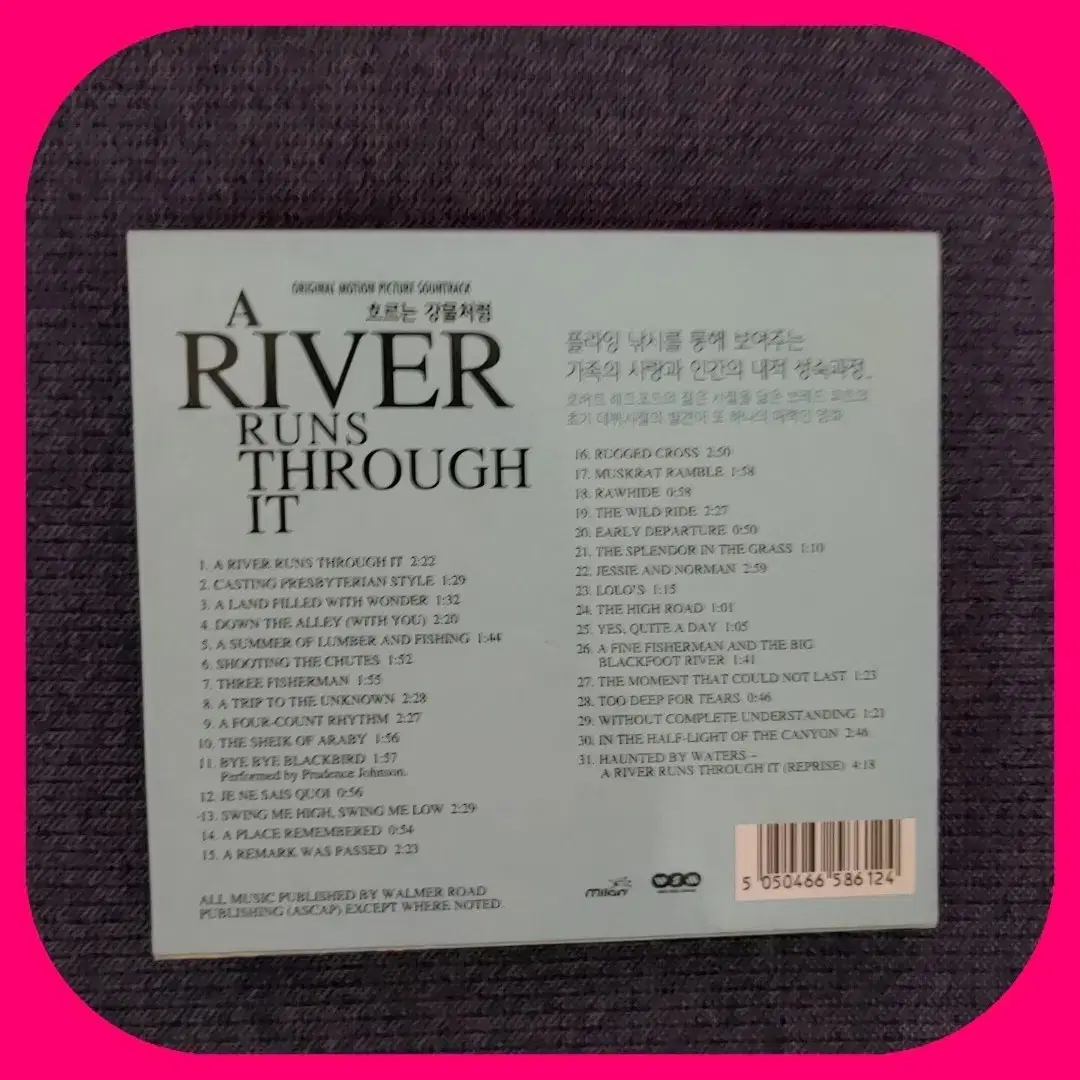 ORIGINAL MOTION PICTURE SOUNDTRACK
흐르는 강물처럼
A
RIVER
RUNS
THROUGH
IT
1. A RIVER RUNS THROUGH IT 2:22
2. CASTING PRESBYTERIAN STYLE 1:29
3. A LAND FILLED WITH WONDER 1:32
4. DOWN THE ALLEY (WITH YOU) 2:20
5. A SUMMER OF LUMBER AND FISHING 1:44
6. SHOOTING THE CHUTES 1:52
7. THREE FISHERMAN 1:55
8. A TRIP TO THE UNKNOWN 2:28
9. A FOUR-COUNT RHYTHM 2:27
10. THE SHEIK OF ARABY 1:56
11. BYE BYE BLACKBIRD 1:57
Performed by Prudence Johnson.
12. JE NE SAIS QUOI 0:56
13. SWING ME HIGH, SWING ME LOW 2:29
14. A PLACE REMEMBERED 0:54
15. A REMARK WAS PASSED 2:23
ALL MUSIC PUBLISHED BY WALMER ROAD
PUBLISHING (ASCAP) EXCEPT WHERE NOTED.
플라잉 낚시를 통해 보여주는
가족의 사랑과 인간의 내적 성숙과정_
초기 또 하나의 영화
16. RUGGED CROSS 2:50
17. MUSKRAT RAMBLE 1:58
18. RAWHIDE 0:58
19. THE WILD RIDE 2:27
20. EARLY DEPARTURE 0:50
21. THE SPLENDOR IN THE GRASS 1:10
22. JESSIE AND NORMAN 2:59
23. LOLO'S 1:15
24. THE HIGH ROAD 1:01
25. YES, QUITE A DAY 1:05
26. A FINE FISHERMAN AND THE BIG
BLACKFOOT RIVER 1:41
27. THE MOMENT THAT COULD NOT LAST 1:23
28. TOO DEEP FOR TEARS 0:46
29. WITHOUT COMPLETE UNDERSTANDING 1:21
30. IN THE HALF-LIGHT OF THE CANYON 2:46
31. HAUNTED BY WATERS –
A RIVER RUNS THROUGH IT (REPRISE) 4:18
milan
5 050466 586124